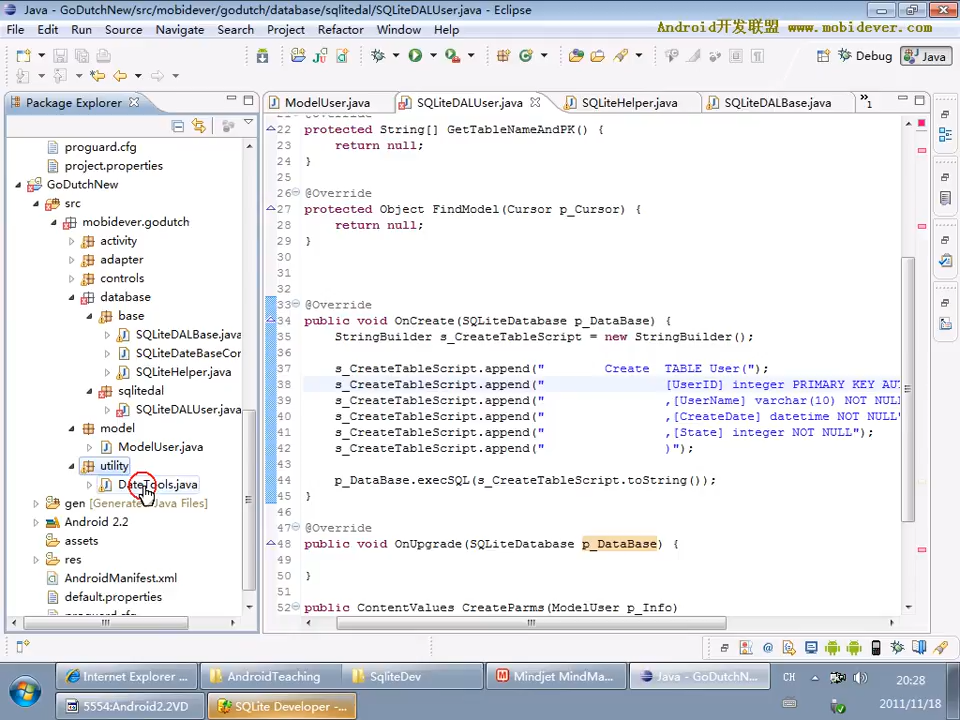 Java - GoDutchNew/src/mobidever/godutch/database/sqlitedal/SQLiteDALUser.java - Eclipse
File Edit Run Source Navigate Search Project Refactor Window Help
Android开发联盟 www.mobidever.com
Debug Java
Package Explorer
ModelUser.java SQLiteDALUser.java SQLiteHelper.java SQLiteDALBase.java »1
proguard.cfg
project.properties
GoDutchNew
src
mobidever.godutch
activity
adapter
controls
database
base
SQLiteDALBase.java
SQLiteDateBaseCor
SQLiteHelper.java
sqlitedal
SQLiteDALUser.java
model
ModelUser.java
utility
DateTools.java
gen [Generated Java Files]
Android 2.2
assets
res
AndroidManifest.xml
default.properties
proguard.cfg
21 @Override
22 protected String[] GetTableNameAndPK() {
23 return null;
24 }
25
26 @Override
27 protected Object FindModel(Cursor p_Cursor) {
28 return null;
29 }
30
31
32
33 @Override
34 public void OnCreate(SQLiteDatabase p_DataBase) {
35 StringBuilder s_CreateTableScript = new StringBuilder();
36
37 s_CreateTableScript.append(" Create TABLE User(");
38 s_CreateTableScript.append(" [UserID] integer PRIMARY KEY AU
39 s_CreateTableScript.append(" ,[UserName] varchar(10) NOT NUL
40 s_CreateTableScript.append(" ,[CreateDate] datetime NOT NULL"
41 s_CreateTableScript.append(" ,[State] integer NOT NULL");
42 s_CreateTableScript.append(" )");
43
44 p_DataBase.execSQL(s_CreateTableScript.toString());
45 }
46
47 @Override
48 public void OnUpgrade(SQLiteDatabase p_DataBase) {
49
50 }
51
52 public ContentValues CreateParms(ModelUser p_Info)
Internet Explorer ... AndroidTeaching SqliteDev Mindjet MindMa... Java - GoDutchN... CH 20:28
5554:Android2.2VD SQLite Developer -... 2011/11/18